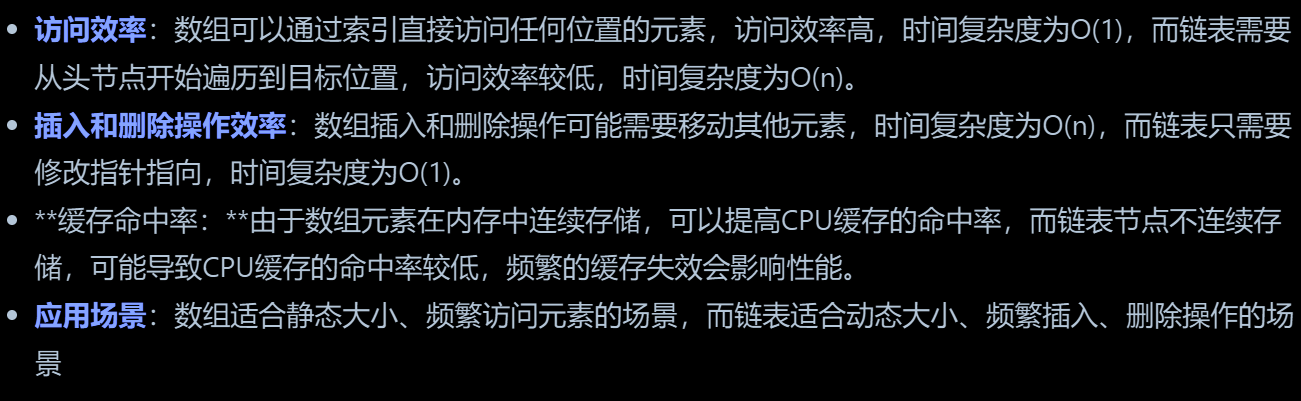 • 访问效率：数组可以通过索引直接访问任何位置的元素，访问效率高，时间复杂度为O(1)，而链表需要
从头节点开始遍历到目标位置，访问效率较低，时间复杂度为O(n)。
• 插入和删除操作效率：数组插入和删除操作可能需要移动其他元素，时间复杂度为O(n)，而链表只需要
修改指针指向，时间复杂度为O(1)。
• **缓存命中率：**由于数组元素在内存中连续存储，可以提高CPU缓存的命中率，而链表节点不连续存
储，可能导致CPU缓存的命中率较低，频繁的缓存失效会影响性能。
• 应用场景：数组适合静态大小、频繁访问元素的场景，而链表适合动态大小、频繁插入、删除操作的场
景